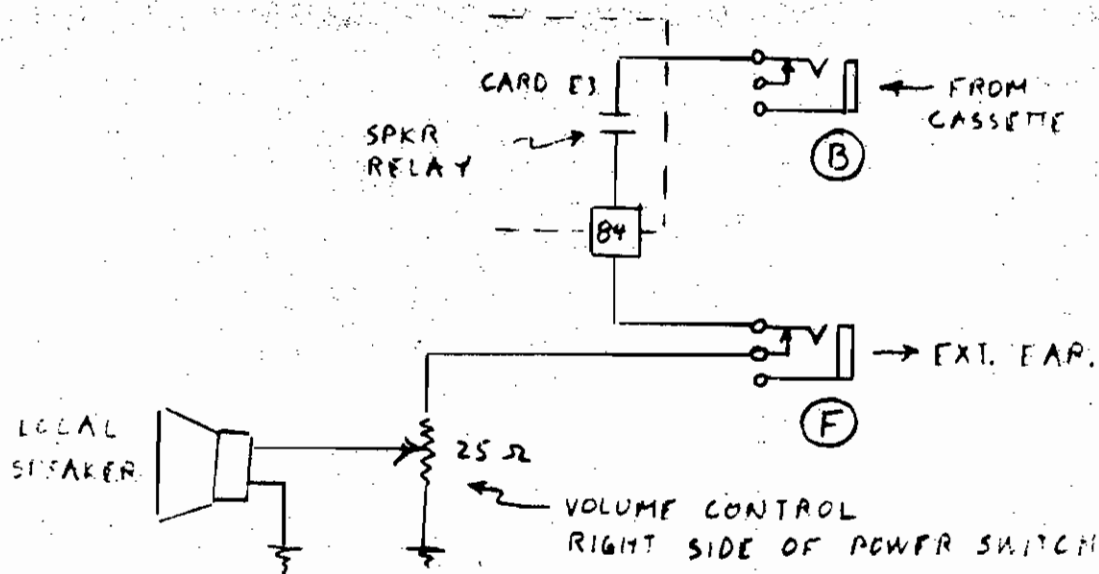 CARD E3
FROM
CASSETTE
SPKR
RELAY
B
84
EXT. EAR.
F
LOCAL
SPEAKER
25 Ω
VOLUME CONTROL
RIGHT SIDE OF POWER SWITCH